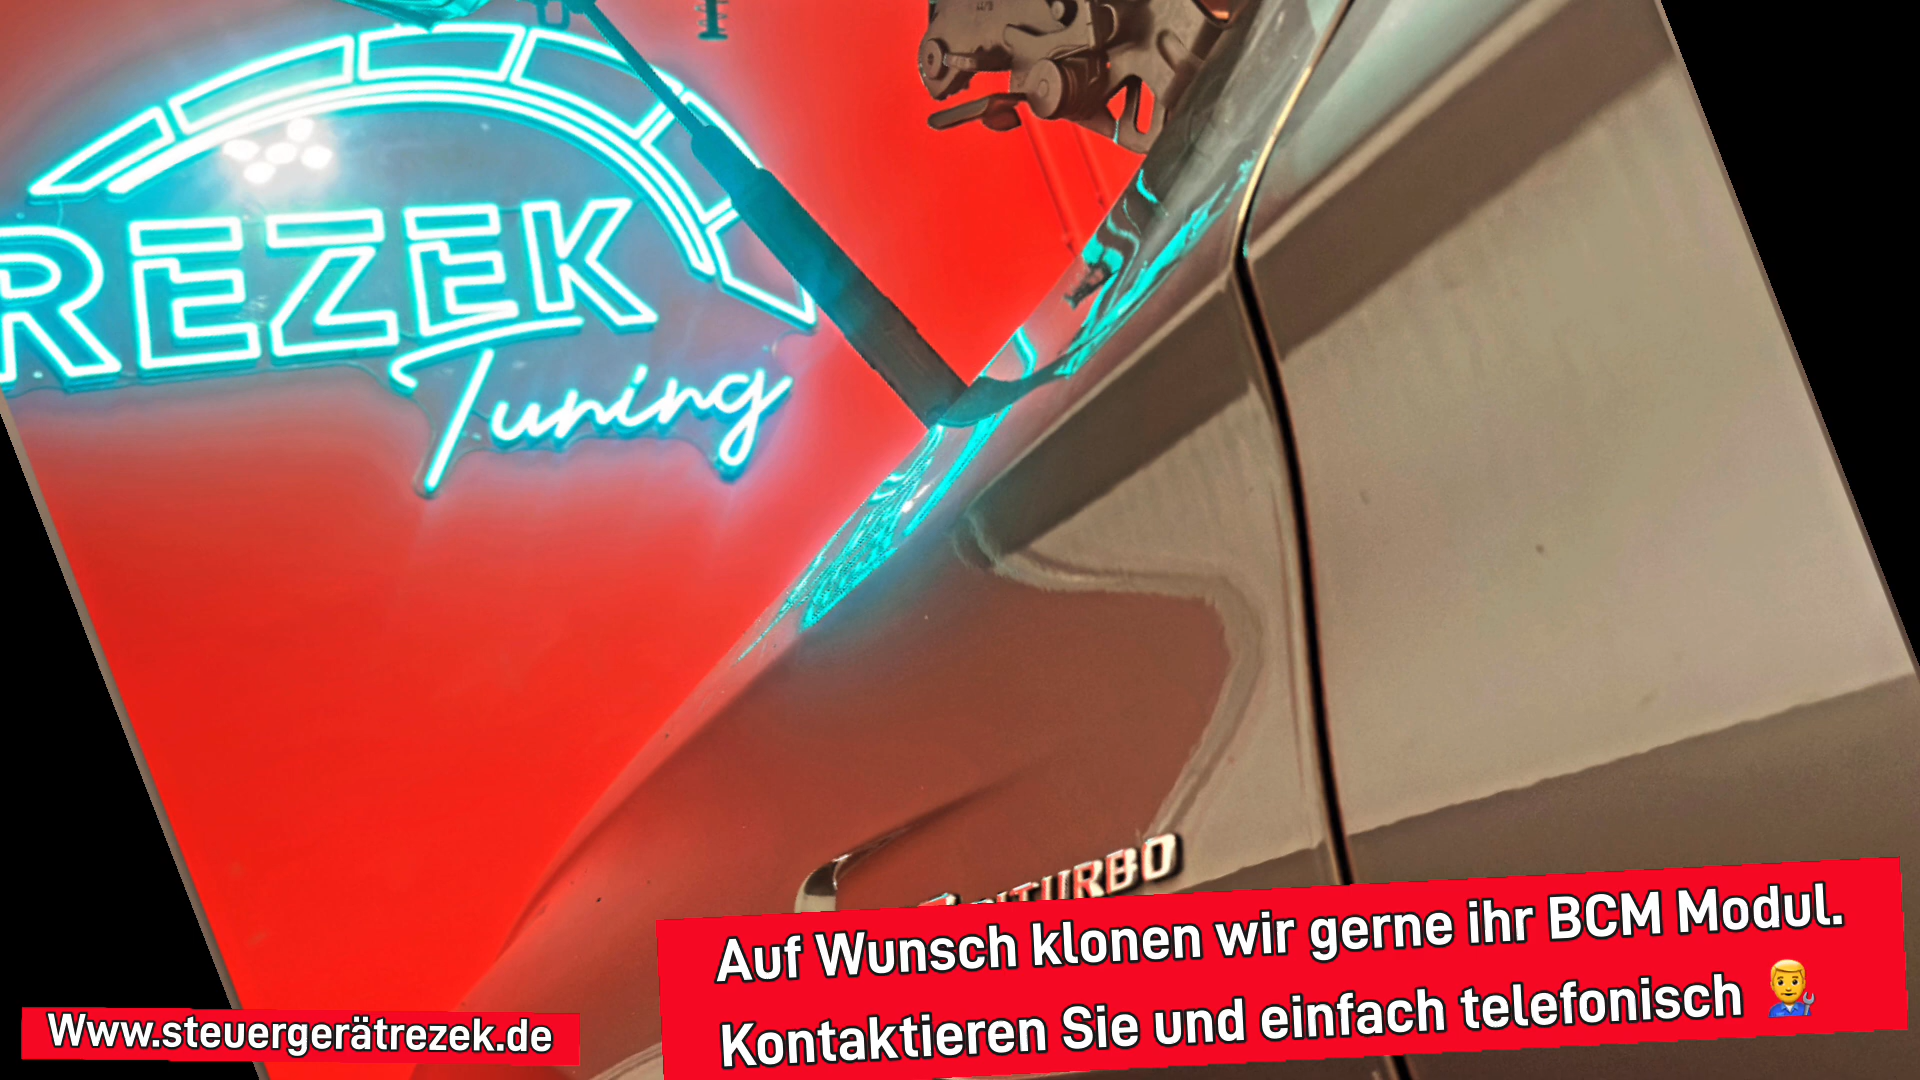 REZEK
Tuning
TURBO
Auf Wunsch klonen wir gerne ihr BCM Modul.
Kontaktieren Sie und einfach telefonisch 👨‍🔧
Www.steuergerätrezek.de